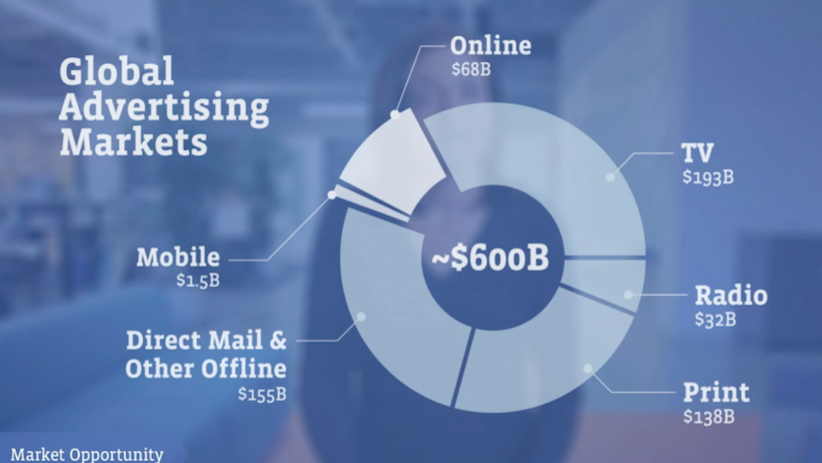 Global
Advertising
Markets
Online
$68B
TV
$193B
~$600B
Mobile
$1.5B
Radio
$32B
Direct Mail &
Other Offline
$155B
Print
$138B
Market Opportunity